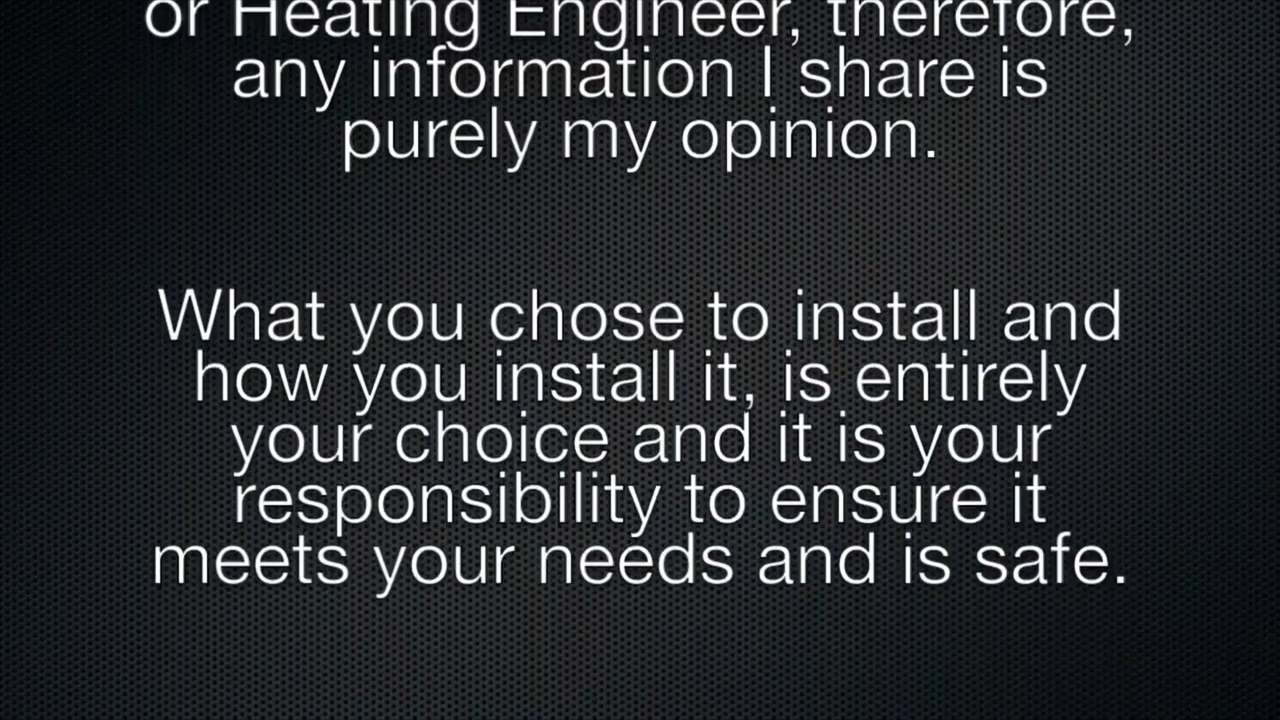 or Heating Engineer, therefore,
any information I share is
purely my opinion.
What you chose to install and
how you install it, is entirely
your choice and it is your
responsibility to ensure it
meets your needs and is safe.